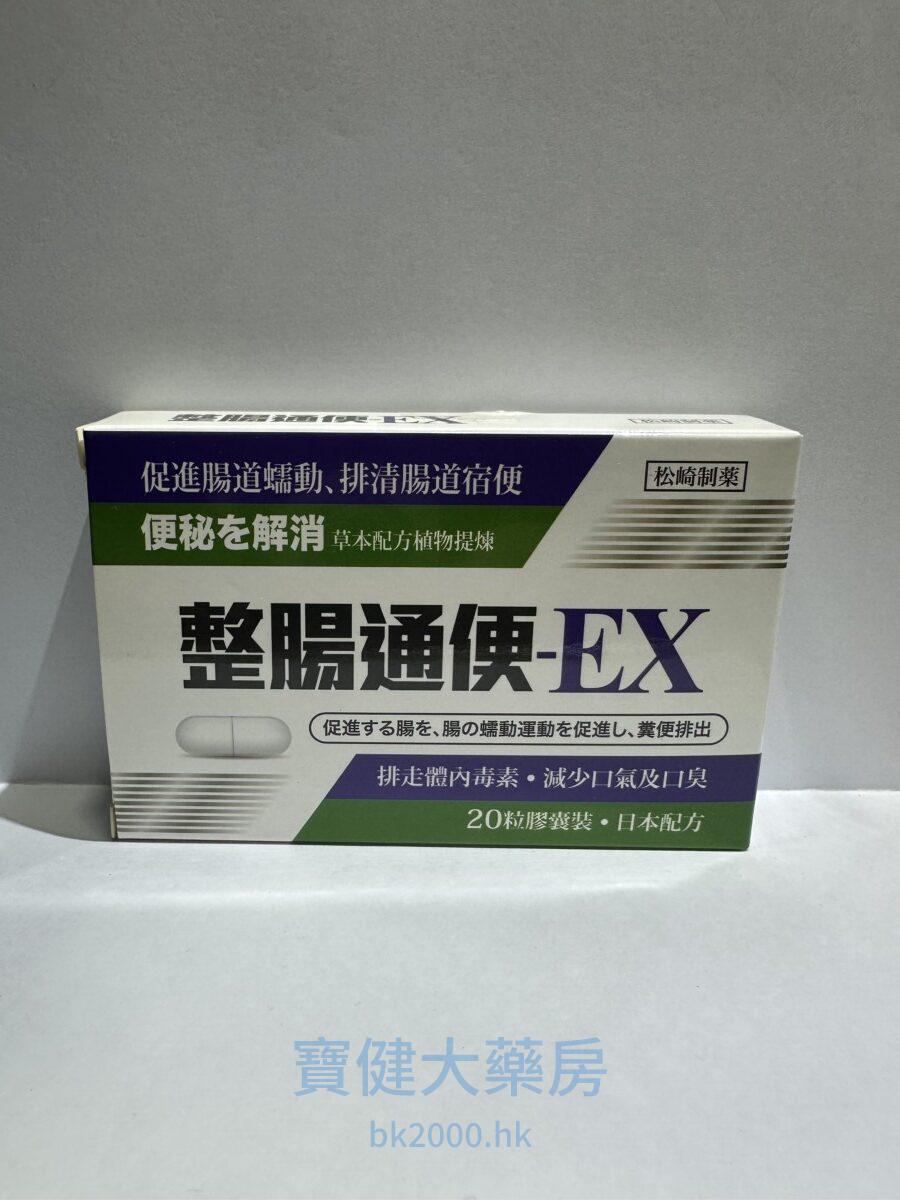 整腸通便-EX
松崎制薬
促進腸道蠕動、排清腸道宿便
松崎制薬
便秘を解消 草本配方植物提煉
整腸通便-EX
促進する腸を、腸の蠕動運動を促進し、糞便排出
排走體內毒素・減少口氣及口臭
20粒膠囊裝・日本配方
寶健大藥房
bk2000.hk